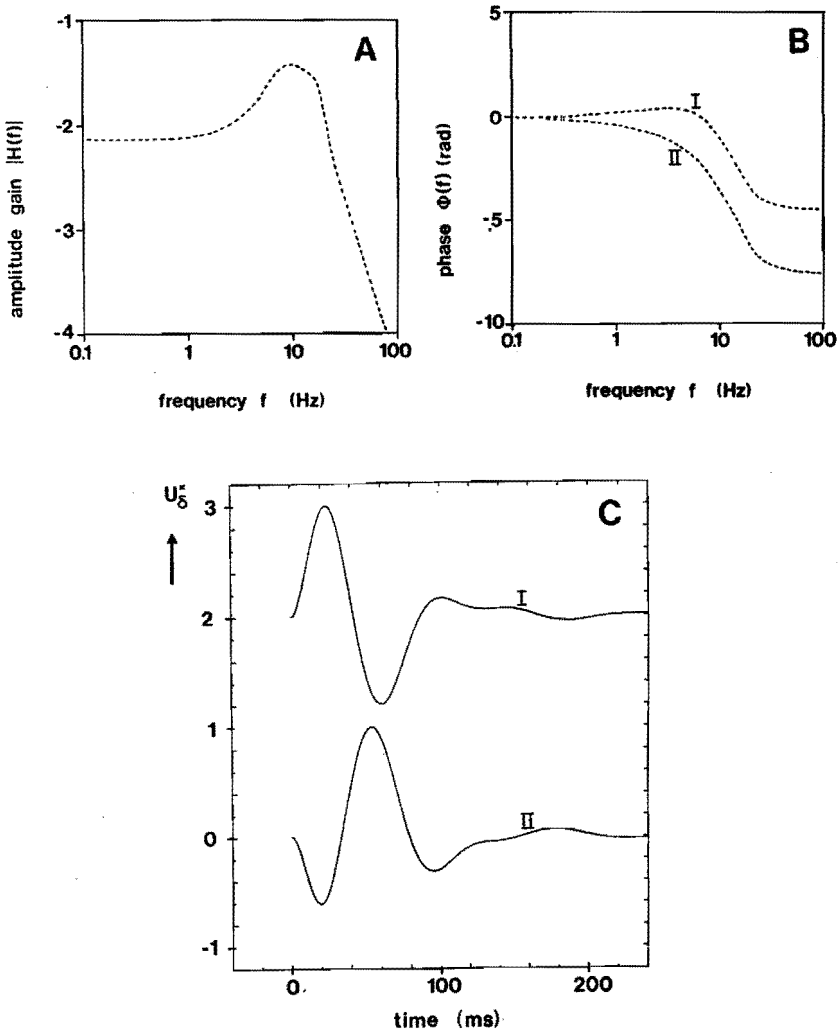 A
-1
-2
-3
-4
0.1
1
10
100
amplitude gain |H(f)|
frequency f (Hz)
B
5
0
-5
-10
0.1
1
10
100
phase Φ(f) (rad)
frequency f (Hz)
I
II
C
U*δ
3
2
1
0
-1
0
100
200
time (ms)
I
II